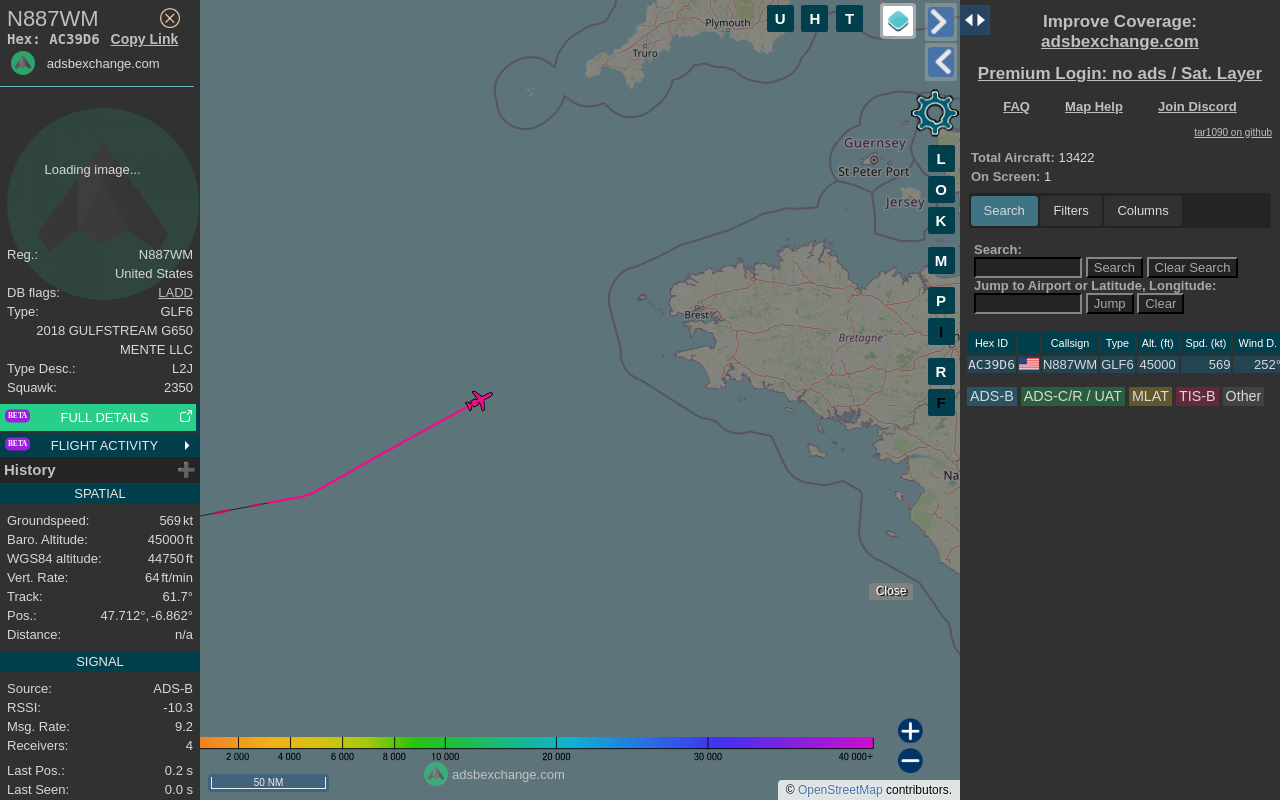 N887WM
Hex: AC39D6 Copy Link
adsbexchange.com
Loading image...
Reg.: N887WM
United States
DB flags: LADD
Type: GLF6
2018 GULFSTREAM G650
MENTE LLC
Type Desc.: L2J
Squawk: 2350
BETA FULL DETAILS
BETA FLIGHT ACTIVITY
History
SPATIAL
Groundspeed: 569 kt
Baro. Altitude: 45000 ft
WGS84 altitude: 44750 ft
Vert. Rate: 64 ft/min
Track: 61.7°
Pos.: 47.712°, -6.862°
Distance: n/a
SIGNAL
Source: ADS-B
RSSI: -10.3
Msg. Rate: 9.2
Receivers: 4
Last Pos.: 0.2 s
Last Seen: 0.0 s
Plymouth
Truro
Guernsey
St Peter Port
Jersey
Brest
Bretagne
Na
U H T
L
O
K
M
P
I
R
F
Close
2 000 4 000 6 000 8 000 10 000 20 000 30 000 40 000+
50 NM
adsbexchange.com
© OpenStreetMap contributors.
Improve Coverage:
adsbexchange.com
Premium Login: no ads / Sat. Layer
FAQ Map Help Join Discord
tar1090 on github
Total Aircraft: 13422
On Screen: 1
Search Filters Columns
Search:
Search Clear Search
Jump to Airport or Latitude, Longitude:
Jump Clear
Hex ID Callsign Type Alt. (ft) Spd. (kt) Wind D.
AC39D6 N887WM GLF6 45000 569 252°
ADS-B ADS-C/R / UAT MLAT TIS-B Other